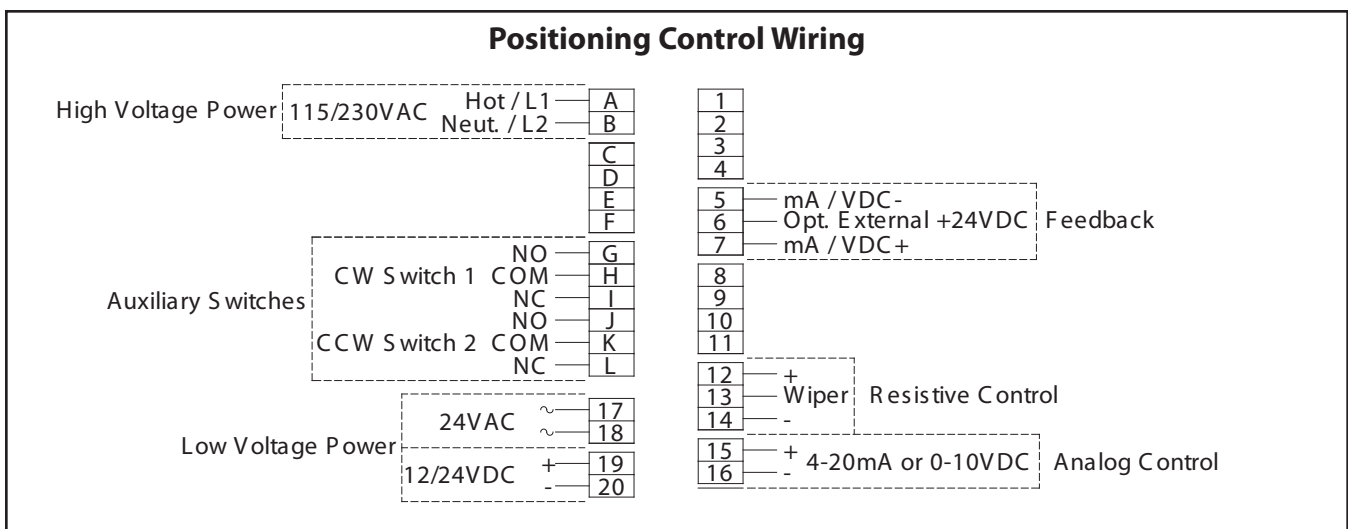 Positioning Control Wiring
High Voltage Power 115/230VAC Hot / L1 A
Neut. / L2 B
C
D
E
F
Auxiliary Switches
NO G
CW Switch 1 COM H
NC I
NO J
CCW Switch 2 COM K
NC L
Low Voltage Power
24VAC ~ 17
~ 18
12/24VDC + 19
- 20
1
2
3
4
5 mA / VDC-
6 Opt. External +24VDC Feedback
7 mA / VDC+
8
9
10
11
12 +
13 Wiper Resistive Control
14 -
15 + 4-20mA or 0-10VDC Analog Control
16 -